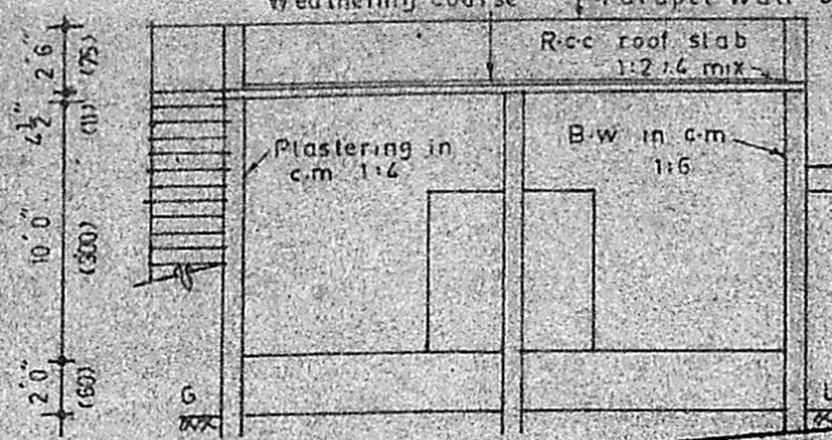 Weathering course
Parapet wall
R.c.c roof slab
1:2:4 mix
2'6"
(75)
4½"
(11)
Plastering in
c.m 1:4
B.w in c.m
1:6
10'0"
(300)
2'0"
(60)
G
L